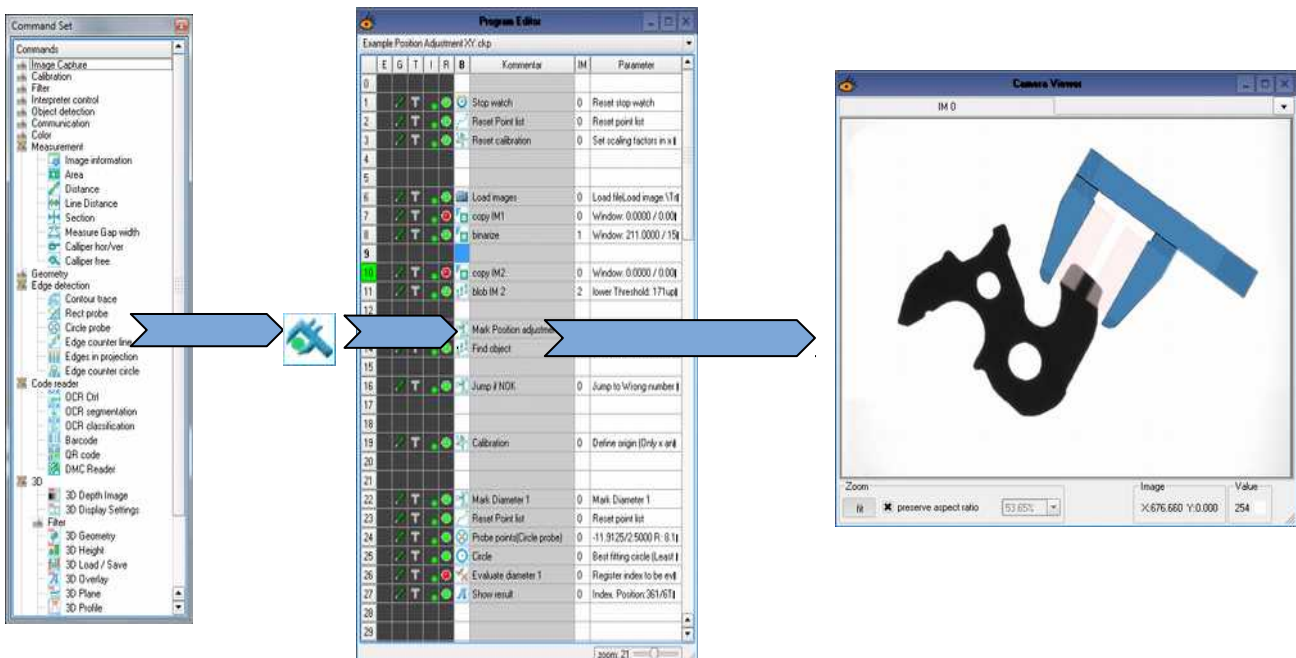 Command Set
Commands
Image Capture
Calibration
Filter
Interpreter control
Object detection
Communication
Color
Measurement
Image information
Area
Distance
Line Distance
Section
Measure Gap width
Calliper hor/ver
Calliper free
Geometry
Edge detection
Contour trace
Rect probe
Circle probe
Edge counter line
Edges in projection
Edge counter circle
Code reader
OCR Ctrl
OCR segmentation
OCR classification
Barcode
QR code
DMC Reader
3D
3D Depth Image
3D Display Settings
Filter
3D Geometry
3D Height
3D Load / Save
3D Overlay
3D Plane
3D Profile
Program Editor
Example Position Adjustment XY.ckp
E G T I R B Kommentar IM Parameter
0
1 T Stop watch 0 Reset stop watch
2 T Reset Point list 0 Reset point list
3 T Reset calibration 0 Set scaling factors in x
4
5
6 T Load images 0 Load fileLoad image.\
7 T copy IM1 0 Window: 0.0000 / 0.00
8 T binarize 1 Window: 211.0000 / 15
9
10 T copy IM2 0 Window: 0.0000 / 0.00
11 T blob IM 2 2 lower Threshold: 171up
12
Mark Position adjustme
14 T Find object
15
16 T Jump if NOK 0 Jump to Wrong number
17
18
19 T Calibration 0 Define origin (Only x an
20
21
22 T Mark Diameter 1 0 Mark Diameter 1
23 T Reset Point list 0 Reset point list
24 T Probe points(Circle probe) 0 -11.9125/2.5000 R: 8.1
25 T Circle 0 Best fitting circle (Least
26 T Evaluate diameter 1 0 Register index to be ev
27 T Show result 0 Index. Position:361/61
28
29
zoom: 21
Camera Viewer
IM 0
Zoom
fit preserve aspect ratio 53.65%
Image
X:676.660 Y:0.000
Value
254